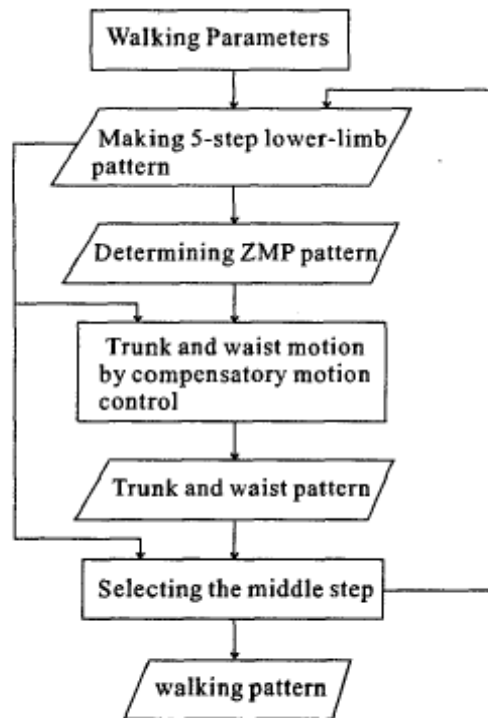 Walking Parameters
Making 5-step lower-limb
pattern
Determining ZMP pattern
Trunk and waist motion
by compensatory motion
control
Trunk and waist pattern
Selecting the middle step
walking pattern